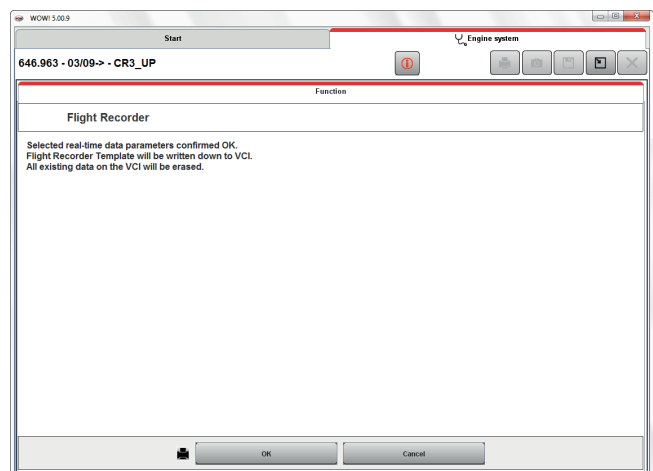 WOW! 5.00.9
Start
Engine system
646.963 - 03/09-> - CR3_UP
Function
Flight Recorder
Selected real-time data parameters confirmed OK.
Flight Recorder Template will be written down to VCI.
All existing data on the VCI will be erased.
OK
Cancel